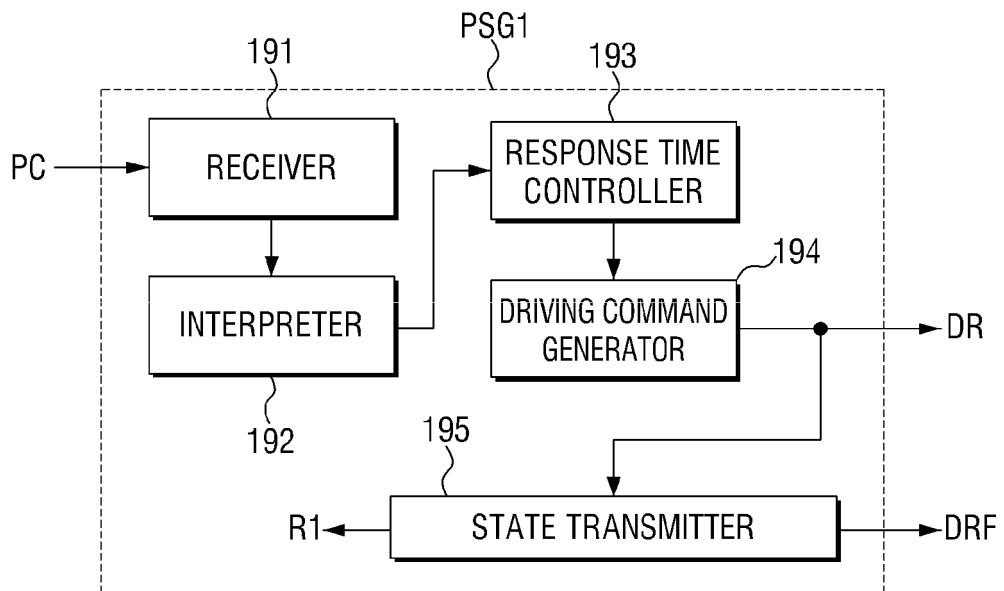 PSG1
191
193
PC
RECEIVER
RESPONSE TIME
CONTROLLER
194
INTERPRETER
DRIVING COMMAND
GENERATOR
DR
192
195
R1
STATE TRANSMITTER
DRF